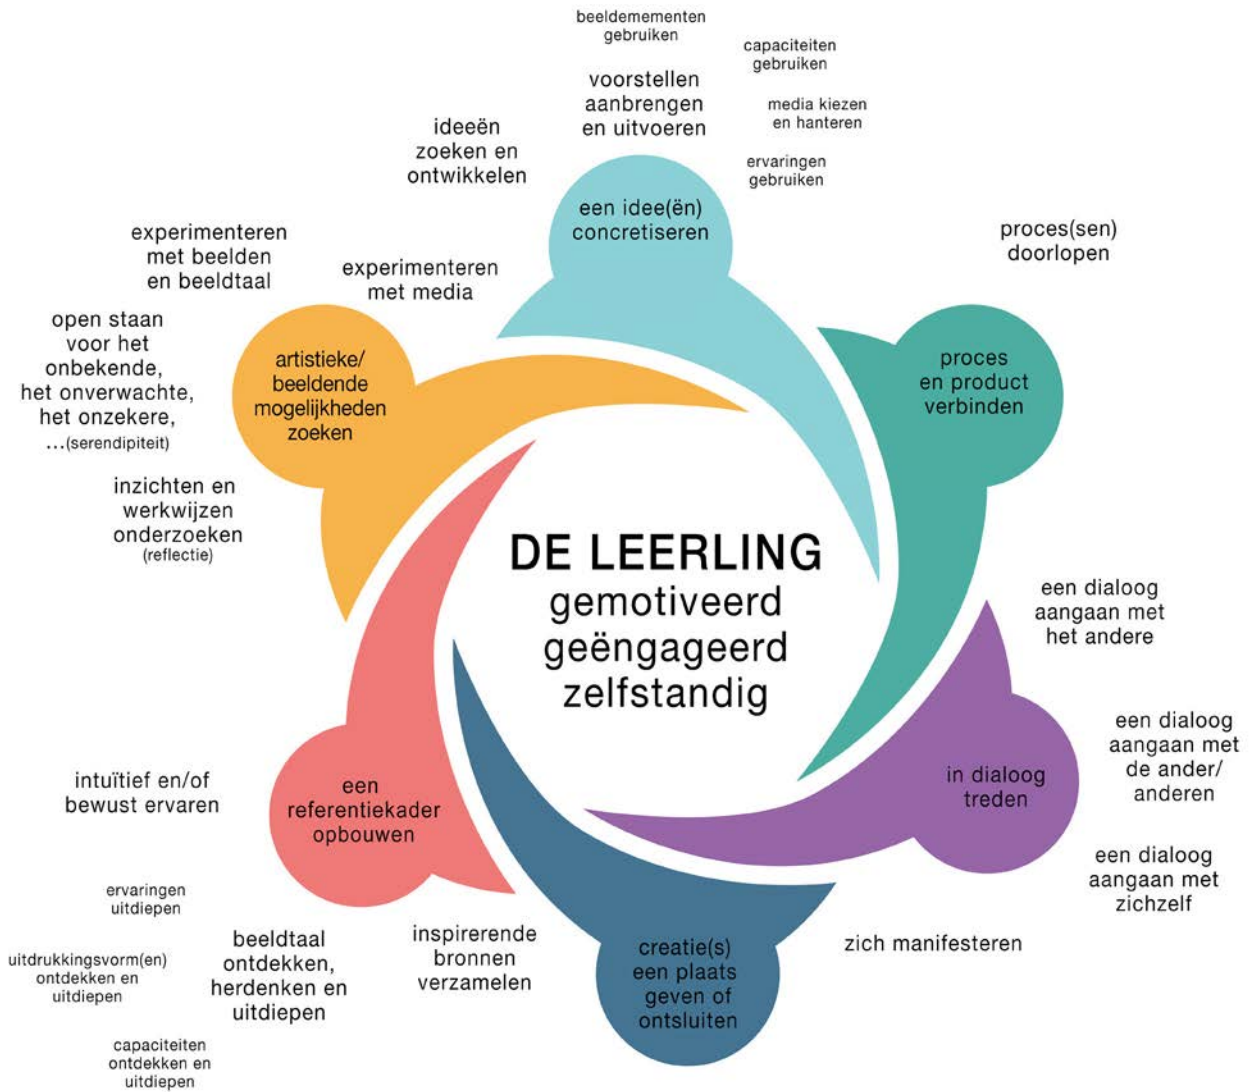 beeldemementen
gebruiken
capaciteiten
gebruiken
voorstellen
aanbrengen
en uitvoeren
media kiezen
en hanteren
ideeën
zoeken en
ontwikkelen
ervaringen
gebruiken
een idee(ën)
concretiseren
proces(sen)
doorlopen
experimenteren
met beelden
en beeldtaal
experimenteren
met media
open staan
voor het
onbekende,
het onverwachte,
het onzekere,
...(serendipiteit)
artistieke/
beeldende
mogelijkheden
zoeken
proces
en product
verbinden
inzichten en
werkwijzen
onderzoeken
(reflectie)
DE LEERLING
gemotiveerd
geëngageerd
zelfstandig
een dialoog
aangaan met
het andere
een dialoog
aangaan met
de ander/
anderen
in dialoog
treden
een dialoog
aangaan met
zichzelf
intuïtief en/of
bewust ervaren
een
referentiekader
opbouwen
ervaringen
uitdiepen
uitdrukkingsvorm(en)
ontdekken en
uitdiepen
beeldtaal
ontdekken,
herdenken en
uitdiepen
inspirerende
bronnen
verzamelen
capaciteiten
ontdekken en
uitdiepen
creatie(s)
een plaats
geven of
ontsluiten
zich manifesteren